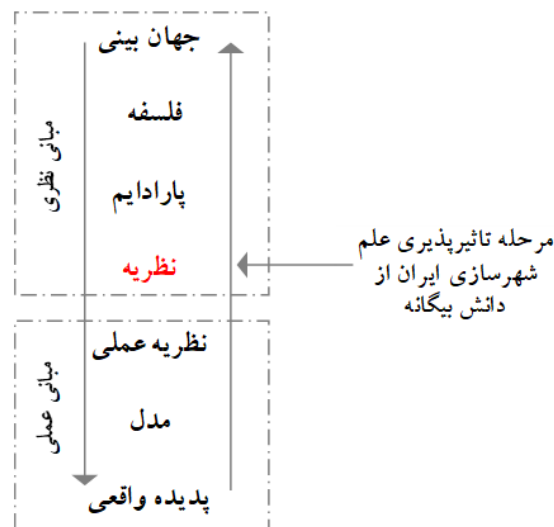 جهان بینی
فلسفه
پارادایم
نظریه
مبانی نظری
مرحله تاثیرپذیری علم
شهرسازی ایران از
دانش بیگانه
نظریه عملی
مدل
پدیده واقعی
مبانی عملی